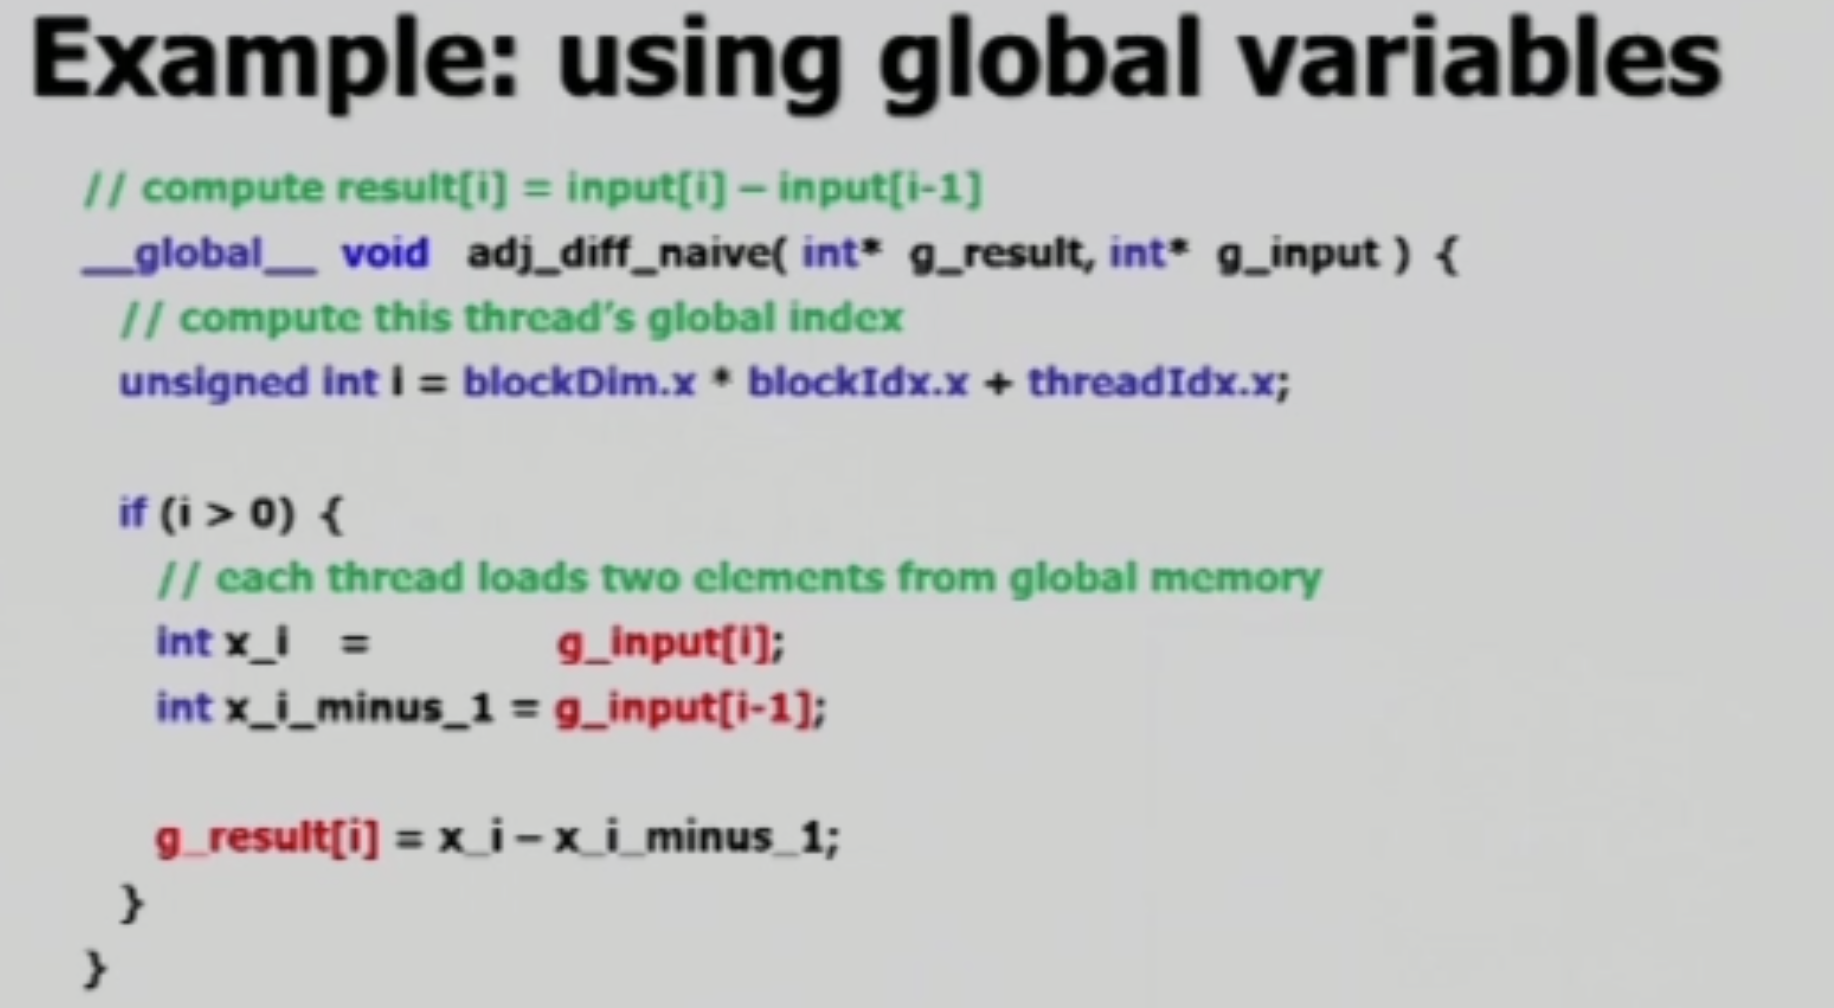 Example: using global variables
// compute result[i] = input[i] – input[i-1]
__global__ void adj_diff_naive( int* g_result, int* g_input ) {
// compute this thread’s global index
unsigned int i = blockDim.x * blockIdx.x + threadIdx.x;
if (i > 0) {
// each thread loads two elements from global memory
int x_i = g_input[i];
int x_i_minus_1 = g_input[i-1];
g_result[i] = x_i – x_i_minus_1;
}
}